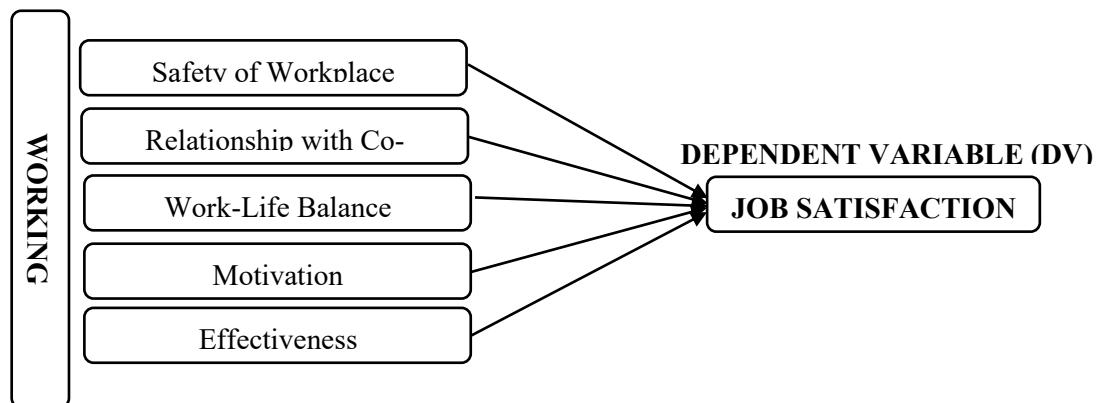 WORKING
Safety of Workplace
Relationship with Co-
Work-Life Balance
Motivation
Effectiveness
DEPENDENT VARIABLE (DV)
JOB SATISFACTION